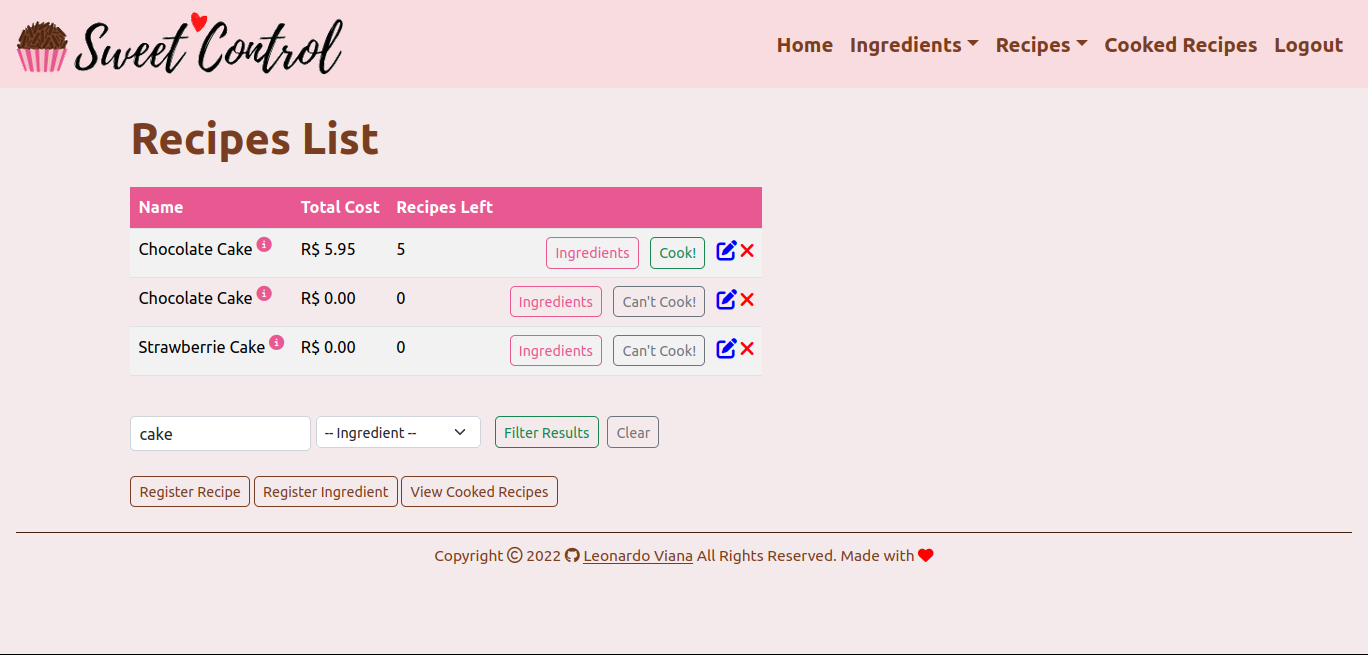 Sweet Control
Home Ingredients Recipes Cooked Recipes Logout
Recipes List
Name Total Cost Recipes Left
Chocolate Cake R$ 5.95 5 Ingredients Cook!
Chocolate Cake R$ 0.00 0 Ingredients Can't Cook!
Strawberrie Cake R$ 0.00 0 Ingredients Can't Cook!
cake -- Ingredient -- Filter Results Clear
Register Recipe Register Ingredient View Cooked Recipes
Copyright © 2022 Leonardo Viana All Rights Reserved. Made with